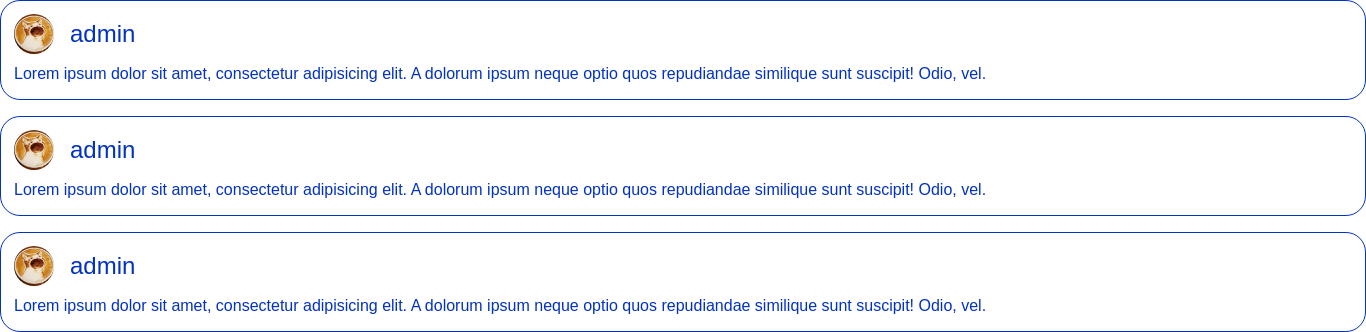 admin
Lorem ipsum dolor sit amet, consectetur adipisicing elit. A dolorum ipsum neque optio quos repudiandae similique sunt suscipit! Odio, vel.
admin
Lorem ipsum dolor sit amet, consectetur adipisicing elit. A dolorum ipsum neque optio quos repudiandae similique sunt suscipit! Odio, vel.
admin
Lorem ipsum dolor sit amet, consectetur adipisicing elit. A dolorum ipsum neque optio quos repudiandae similique sunt suscipit! Odio, vel.